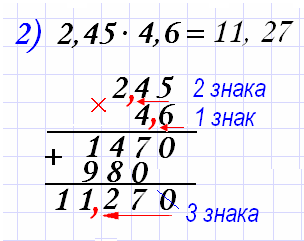 2) 2,45 · 4,6 = 11, 27
2,45 2 знака
× 4,6 1 знак
+ 1470
980
11,270 3 знака